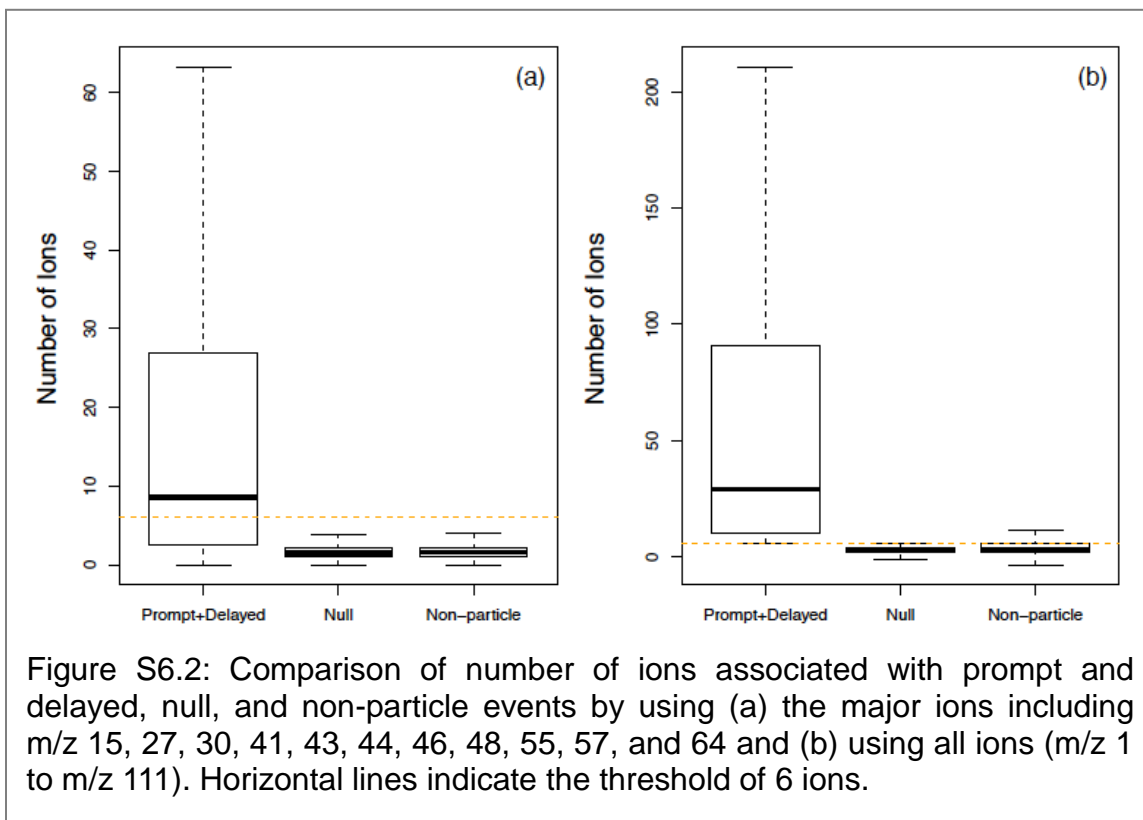 (a)
Number of Ions
60
50
40
30
20
10
0
Prompt+Delayed Null Non−particle
(b)
Number of Ions
200
150
100
50
0
Prompt+Delayed Null Non−particle
Figure S6.2: Comparison of number of ions associated with prompt and
delayed, null, and non-particle events by using (a) the major ions including
m/z 15, 27, 30, 41, 43, 44, 46, 48, 55, 57, and 64 and (b) using all ions (m/z 1
to m/z 111). Horizontal lines indicate the threshold of 6 ions.